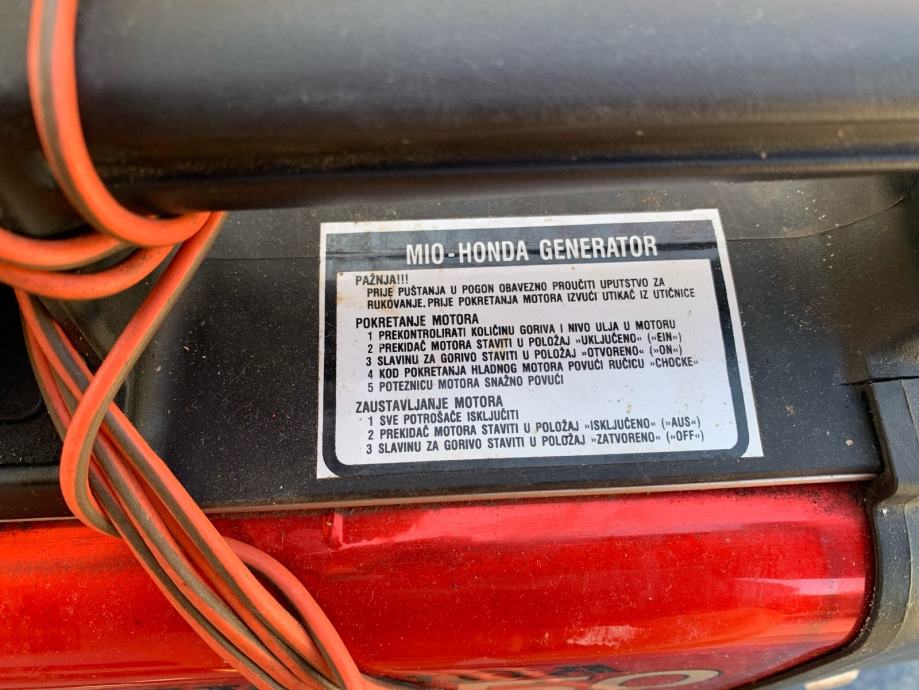 MIO-HONDA GENERATOR
PAŽNJA!!!
PRIJE PUŠTANJA U POGON OBAVEZNO PROUČITI UPUTSTVO ZA
RUKOVANJE. PRIJE POKRETANJA MOTORA IZVUĆI UTIKAČ IZ UTIČNICE
POKRETANJE MOTORA
1 PREKONTROLIRATI KOLIČINU GORIVA I NIVO ULJA U MOTORU
2 PREKIDAČ MOTORA STAVITI U POLOŽAJ »UKLJUČENO« (»EIN«)
3 SLAVINU ZA GORIVO STAVITI U POLOŽAJ »OTVORENO« (»ON«)
4 KOD POKRETANJA HLADNOG MOTORA POVUĆI RUČICU »CHOCKE«
5 POTEZNICU MOTORA SNAŽNO POVUĆI
ZAUSTAVLJANJE MOTORA
1 SVE POTROŠAČE ISKLJUČITI
2 PREKIDAČ MOTORA STAVITI U POLOŽAJ »ISKLJUČENO« (»AUS«)
3 SLAVINU ZA GORIVO STAVITI U POLOŽAJ »ZATVORENO« (»OFF«)